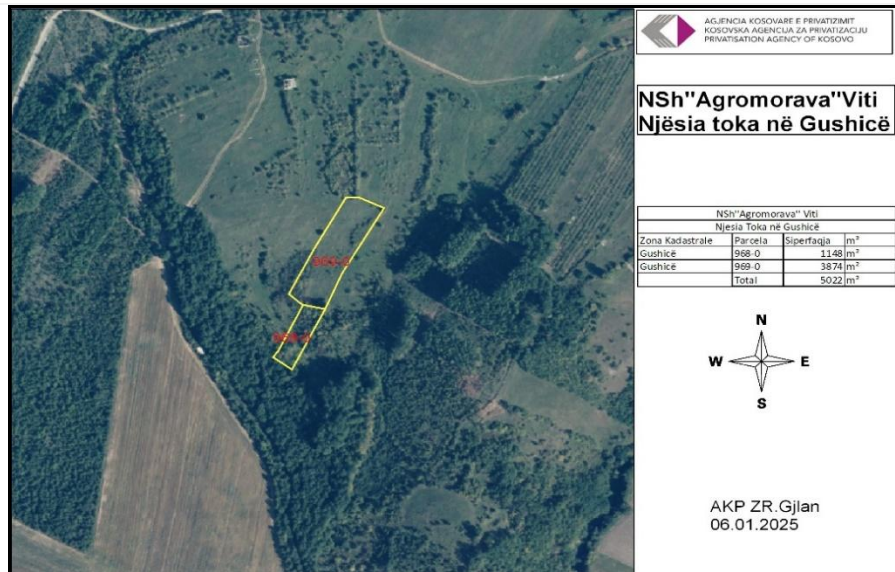 AGJENCIA KOSOVARE E PRIVATIZIMIT
KOSOVSKA AGENCIJA ZA PRIVATIZACIJU
PRIVATISATION AGENCY OF KOSOVO
NSh"Agromorava"Viti
Njësia toka në Gushicë
NSh"Agromorava" Viti
Njesia Toka në Gushicë
Zona Kadastrale Parcela Siperfaqja m²
Gushicë 968-0 1148 m²
Gushicë 969-0 3874 m²
Total 5022 m²
N
W E
S
AKP ZR.Gjilan
06.01.2025